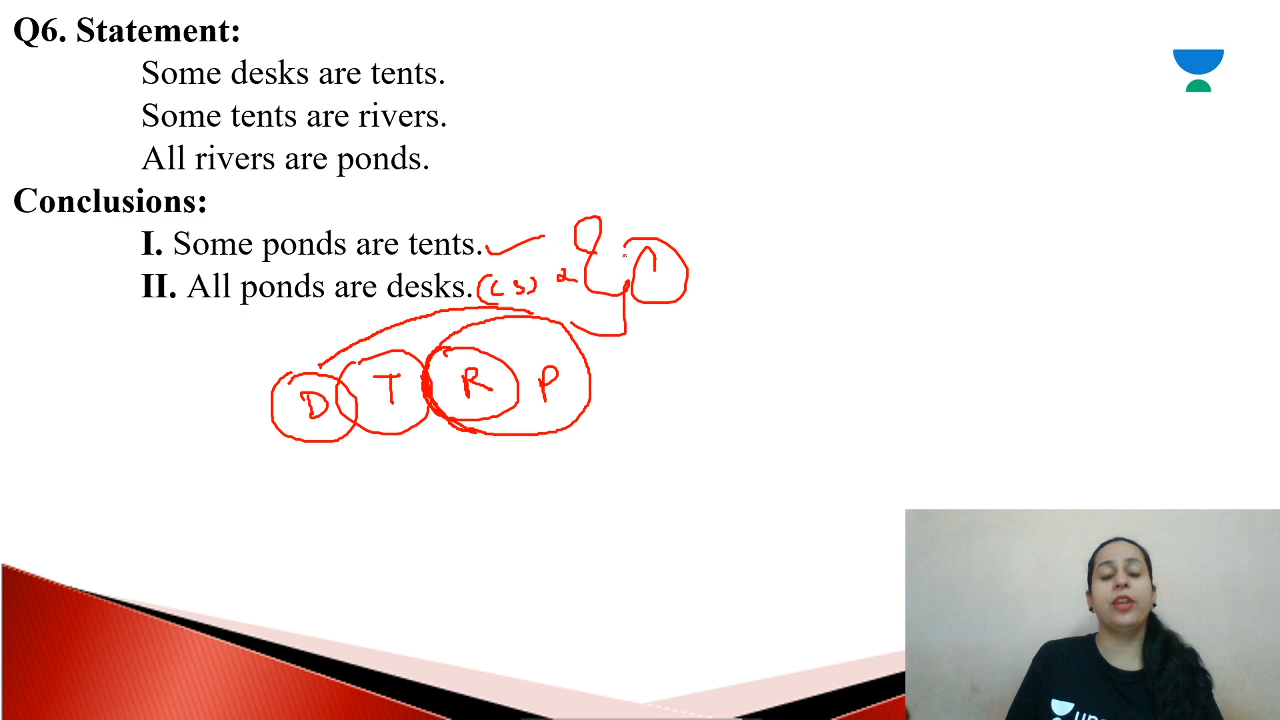 Q6. Statement:
Some desks are tents.
Some tents are rivers.
All rivers are ponds.
Conclusions:
I. Some ponds are tents.
II. All ponds are desks.
D T R P